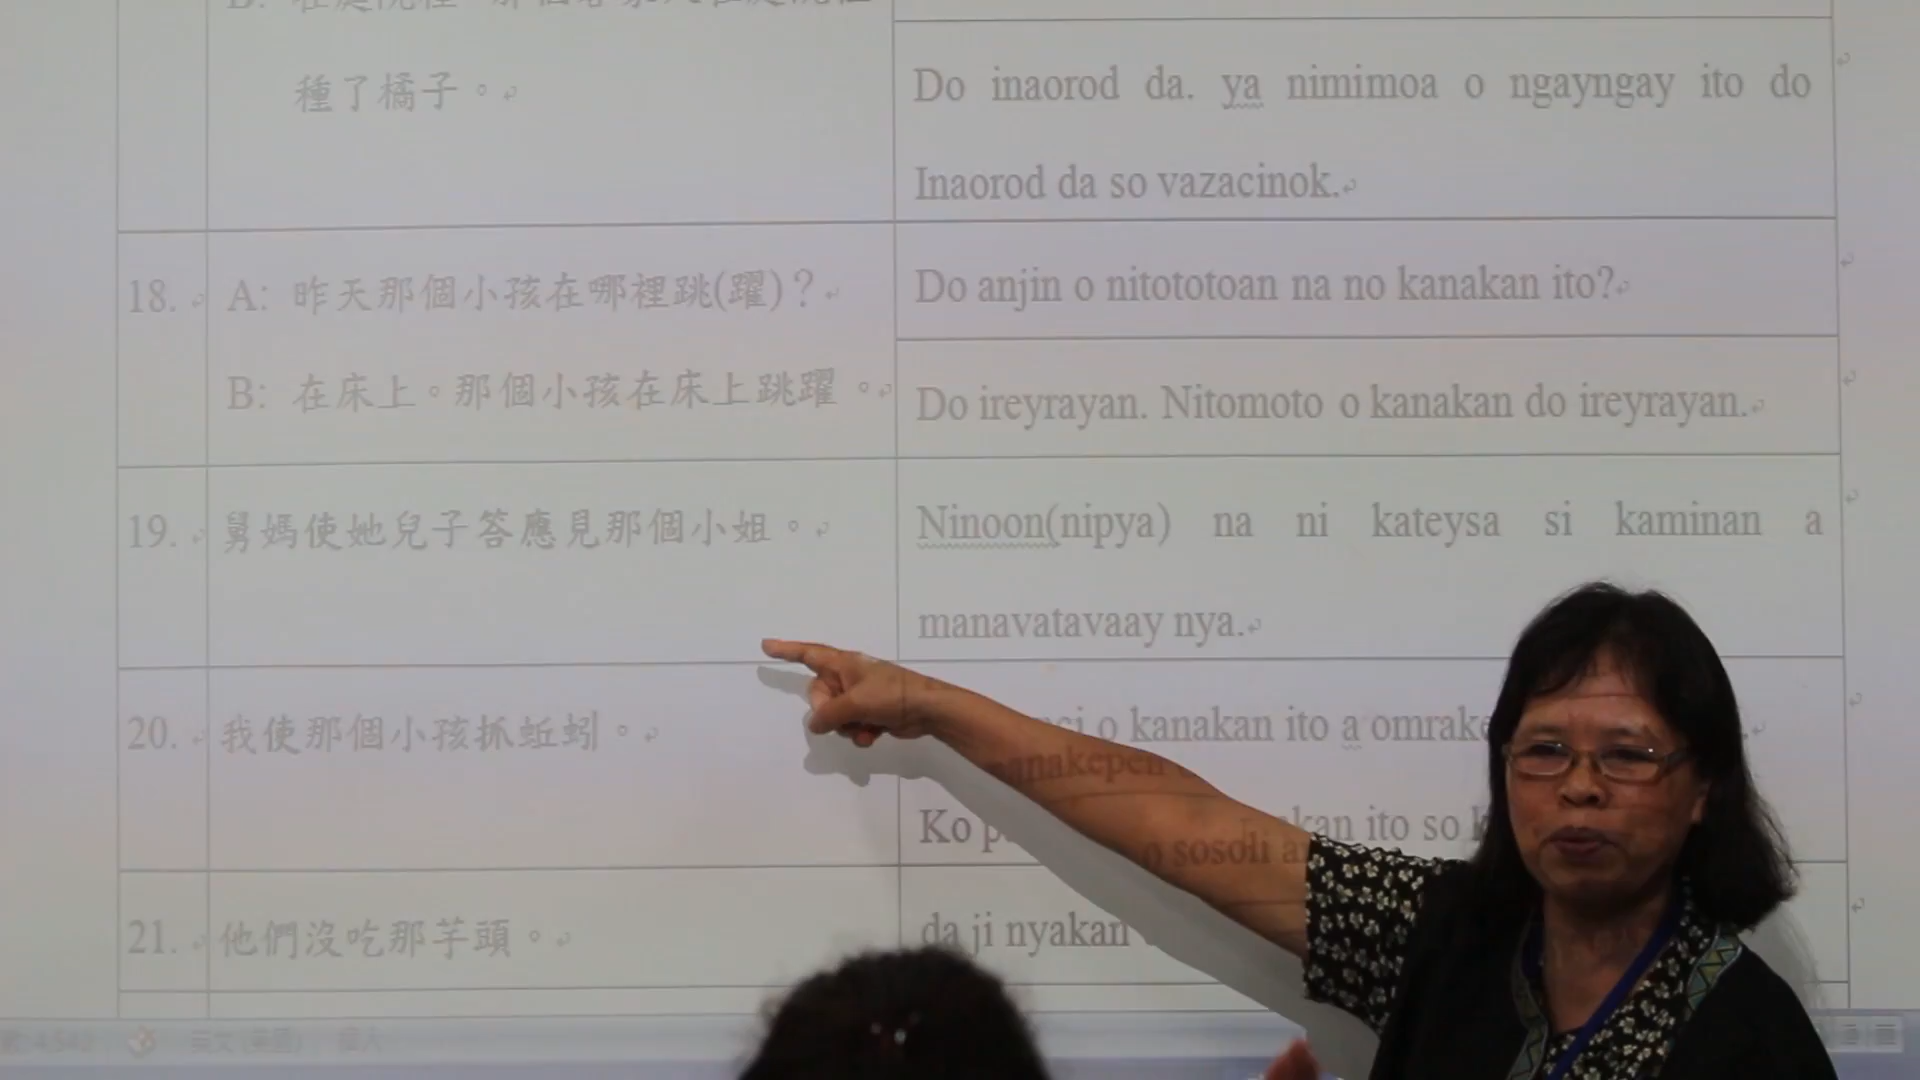 種了橘子。
Do inaorod da. ya nimimoa o ngayngay ito do
Inaorod da so vazacinok.
18. A: 昨天那個小孩在哪裡跳(躍)？
Do anjin o nitototoan na no kanakan ito?
B: 在床上。那個小孩在床上跳躍。
Do ireyrayan. Nitomoto o kanakan do ireyrayan.
19. 舅媽使她兒子答應見那個小姐。
Ninoon(nipya) na ni kateysa si kaminan a
manavatavaay nya.
20. 我使那個小孩抓蚯蚓。
o kanakan ito a
Ko ito so
21. 他們沒吃那芋頭。
da ji nyakan